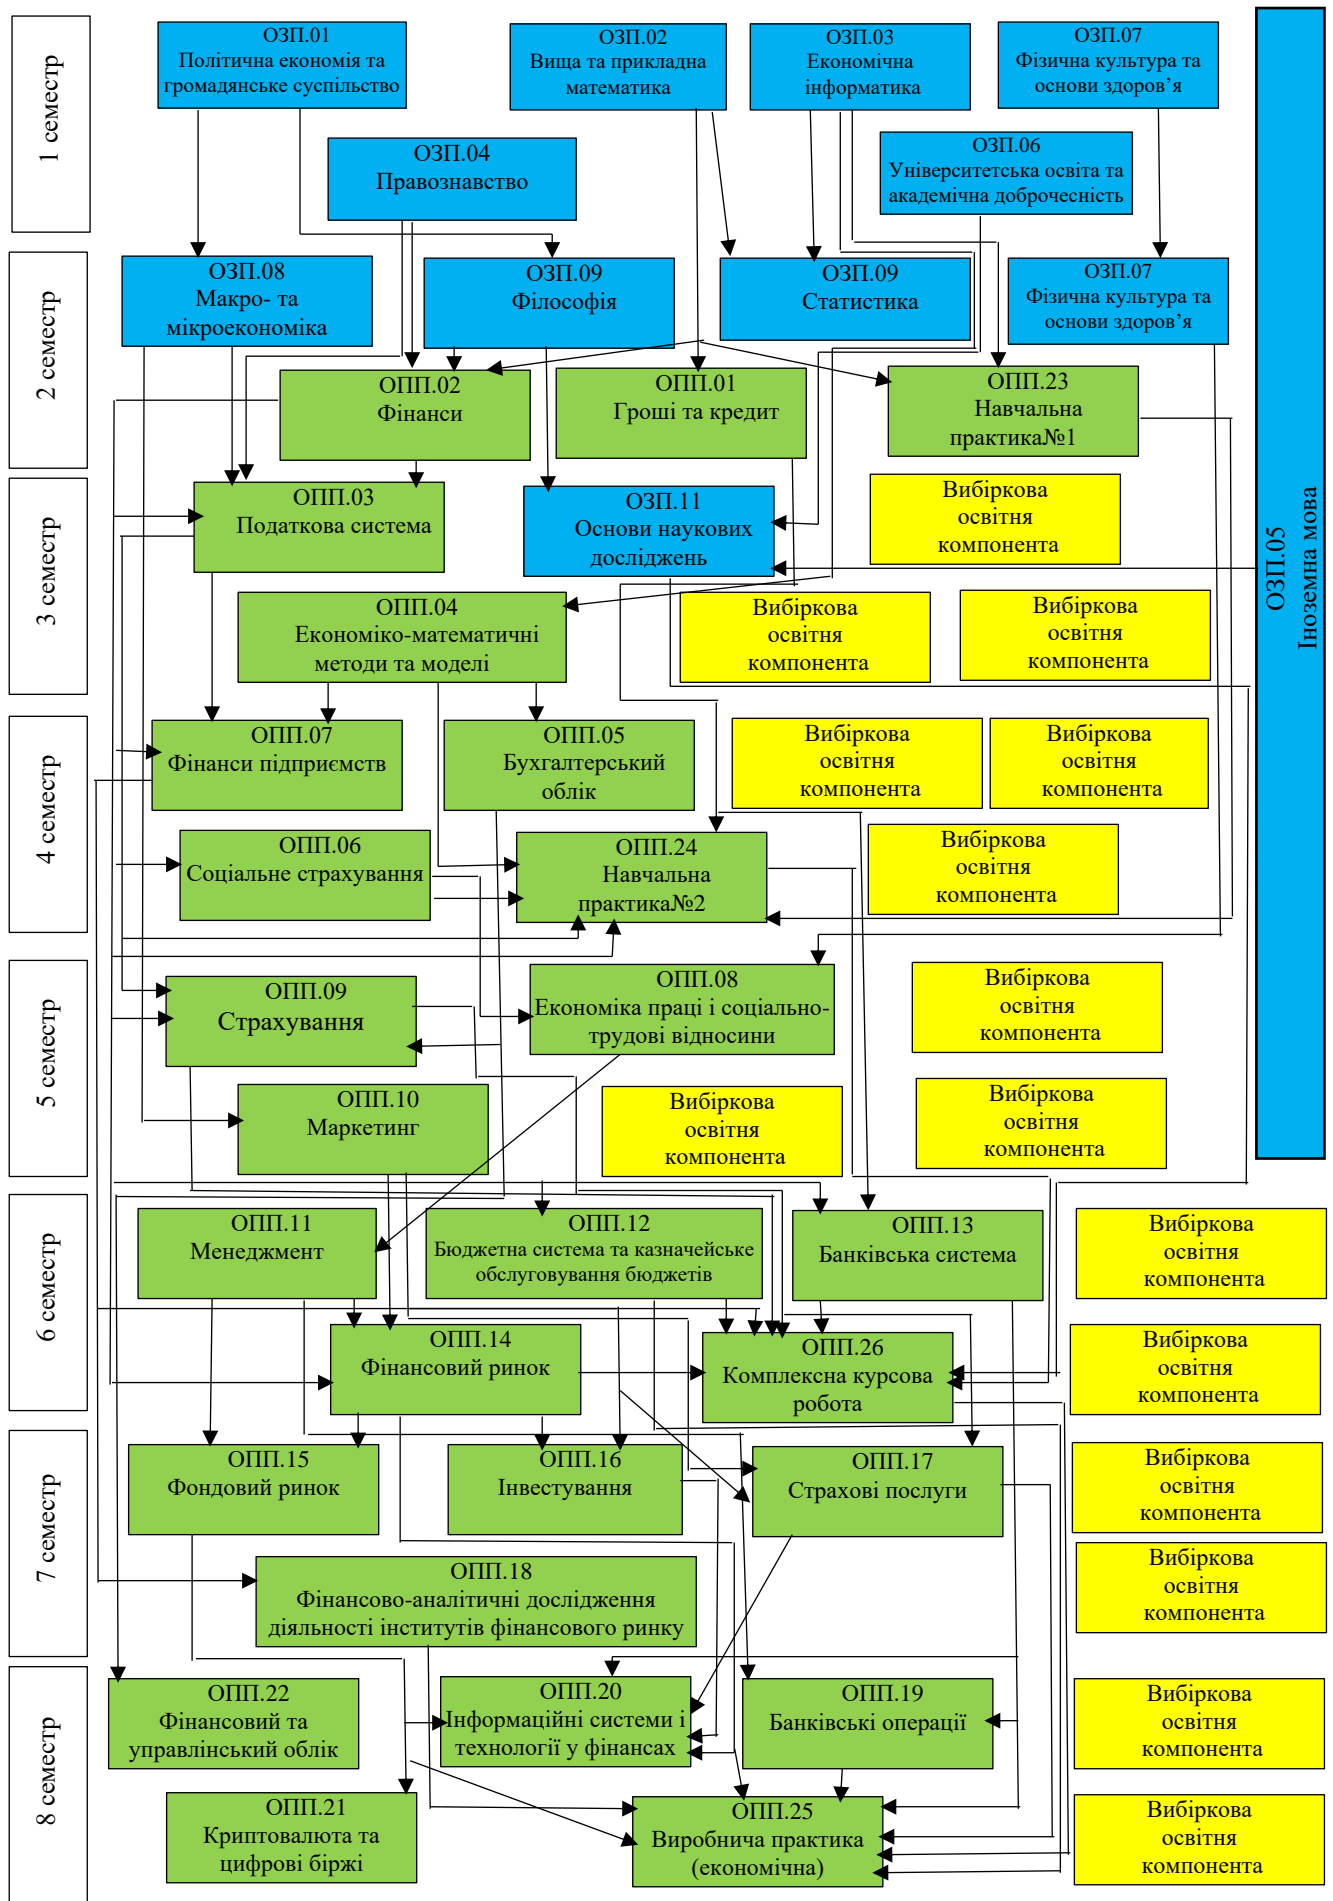 1 семестр
ОЗП.01
Політична економія та
громадянське суспільство
ОЗП.02
Вища та прикладна
математика
ОЗП.03
Економічна
інформатика
ОЗП.07
Фізична культура та
основи здоров’я
ОЗП.04
Правознавство
ОЗП.06
Університетська освіта та
академічна доброчесність
ОЗП.05
Іноземна мова
2 семестр
ОЗП.08
Макро- та
мікроекономіка
ОЗП.09
Філософія
ОЗП.09
Статистика
ОЗП.07
Фізична культура та
основи здоров’я
ОПП.02
Фінанси
ОПП.01
Гроші та кредит
ОПП.23
Навчальна
практика№1
3 семестр
ОПП.03
Податкова система
ОЗП.11
Основи наукових
досліджень
Вибіркова
освітня
компонента
ОПП.04
Економіко-математичні
методи та моделі
Вибіркова
освітня
компонента
Вибіркова
освітня
компонента
4 семестр
ОПП.07
Фінанси підприємств
ОПП.05
Бухгалтерський
облік
Вибіркова
освітня
компонента
Вибіркова
освітня
компонента
ОПП.06
Соціальне страхування
ОПП.24
Навчальна
практика№2
Вибіркова
освітня
компонента
5 семестр
ОПП.09
Страхування
ОПП.08
Економіка праці і соціально-
трудові відносини
Вибіркова
освітня
компонента
ОПП.10
Маркетинг
Вибіркова
освітня
компонента
Вибіркова
освітня
компонента
6 семестр
ОПП.11
Менеджмент
ОПП.12
Бюджетна система та казначейське
обслуговування бюджетів
ОПП.13
Банківська система
Вибіркова
освітня
компонента
ОПП.14
Фінансовий ринок
ОПП.26
Комплексна курсова
робота
Вибіркова
освітня
компонента
7 семестр
ОПП.15
Фондовий ринок
ОПП.16
Інвестування
ОПП.17
Страхові послуги
Вибіркова
освітня
компонента
ОПП.18
Фінансово-аналітичні дослідження
діяльності інститутів фінансового ринку
Вибіркова
освітня
компонента
8 семестр
ОПП.22
Фінансовий та
управлінський облік
ОПП.20
Інформаційні системи і
технології у фінансах
ОПП.19
Банківські операції
Вибіркова
освітня
компонента
ОПП.21
Криптовалюта та
цифрові біржі
ОПП.25
Виробнича практика
(економічна)
Вибіркова
освітня
компонента